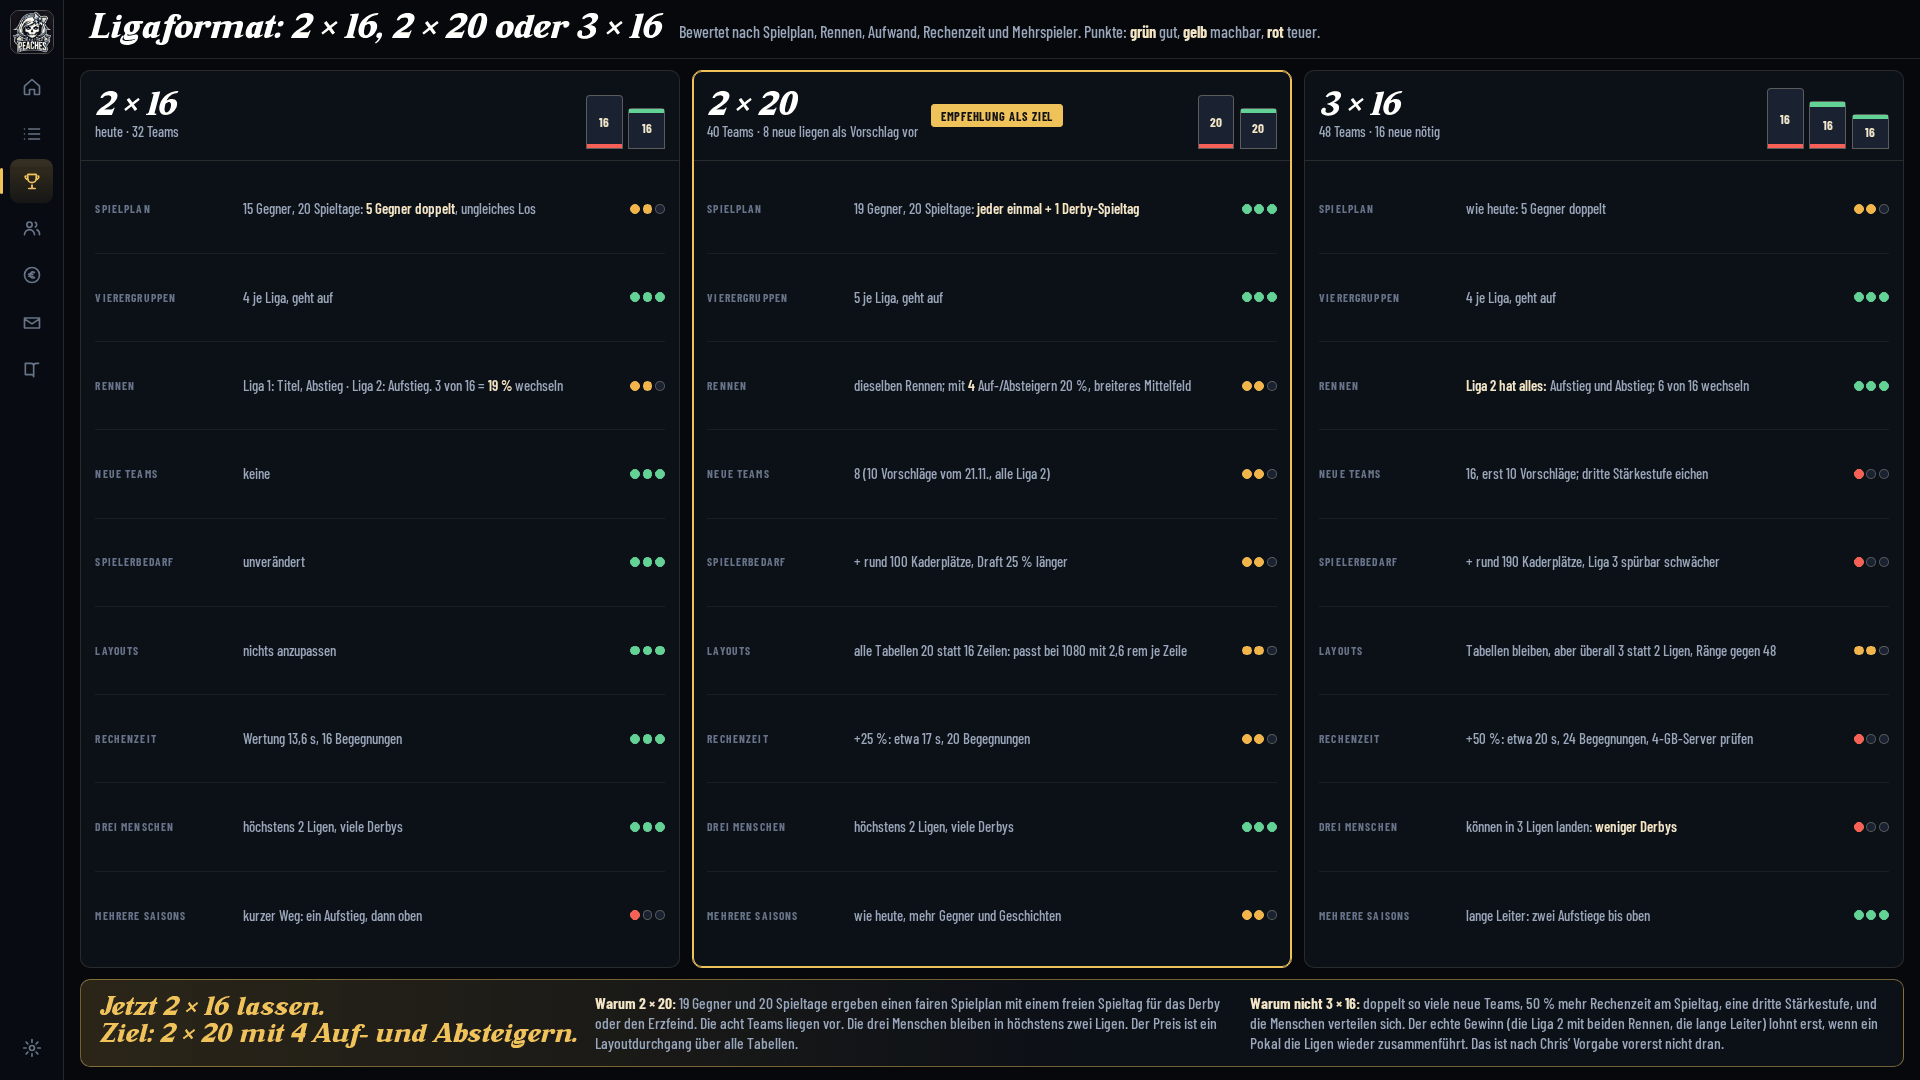 PEACHES
Ligaformat: 2 × 16, 2 × 20 oder 3 × 16
Bewertet nach Spielplan, Rennen, Aufwand, Rechenzeit und Mehrspieler. Punkte: grün gut, gelb machbar, rot teuer.
2 × 16
heute · 32 Teams
16
16
SPIELPLAN
15 Gegner, 20 Spieltage: 5 Gegner doppelt, ungleiches Los
VIERERGRUPPEN
4 je Liga, geht auf
RENNEN
Liga 1: Titel, Abstieg · Liga 2: Aufstieg. 3 von 16 = 19 % wechseln
NEUE TEAMS
keine
SPIELERBEDARF
unverändert
LAYOUTS
nichts anzupassen
RECHENZEIT
Wertung 13,6 s, 16 Begegnungen
DREI MENSCHEN
höchstens 2 Ligen, viele Derbys
MEHRERE SAISONS
kurzer Weg: ein Aufstieg, dann oben
2 × 20
40 Teams · 8 neue liegen als Vorschlag vor
EMPFEHLUNG ALS ZIEL
20
20
SPIELPLAN
19 Gegner, 20 Spieltage: jeder einmal + 1 Derby-Spieltag
VIERERGRUPPEN
5 je Liga, geht auf
RENNEN
dieselben Rennen; mit 4 Auf-/Absteigern 20 %, breiteres Mittelfeld
NEUE TEAMS
8 (10 Vorschläge vom 21.11., alle Liga 2)
SPIELERBEDARF
+ rund 100 Kaderplätze, Draft 25 % länger
LAYOUTS
alle Tabellen 20 statt 16 Zeilen: passt bei 1080 mit 2,6 rem je Zeile
RECHENZEIT
+25 %: etwa 17 s, 20 Begegnungen
DREI MENSCHEN
höchstens 2 Ligen, viele Derbys
MEHRERE SAISONS
wie heute, mehr Gegner und Geschichten
3 × 16
48 Teams · 16 neue nötig
16
16
16
SPIELPLAN
wie heute: 5 Gegner doppelt
VIERERGRUPPEN
4 je Liga, geht auf
RENNEN
Liga 2 hat alles: Aufstieg und Abstieg; 6 von 16 wechseln
NEUE TEAMS
16, erst 10 Vorschläge; dritte Stärkestufe eichen
SPIELERBEDARF
+ rund 190 Kaderplätze, Liga 3 spürbar schwächer
LAYOUTS
Tabellen bleiben, aber überall 3 statt 2 Ligen, Ränge gegen 48
RECHENZEIT
+50 %: etwa 20 s, 24 Begegnungen, 4-GB-Server prüfen
DREI MENSCHEN
können in 3 Ligen landen: weniger Derbys
MEHRERE SAISONS
lange Leiter: zwei Aufstiege bis oben
Jetzt 2 × 16 lassen.
Ziel: 2 × 20 mit 4 Auf- und Absteigern.
Warum 2 × 20: 19 Gegner und 20 Spieltage ergeben einen fairen Spielplan mit einem freien Spieltag für das Derby
oder den Erzfeind. Die acht Teams liegen vor. Die drei Menschen bleiben in höchstens zwei Ligen. Der Preis ist ein
Layoutdurchgang über alle Tabellen.
Warum nicht 3 × 16: doppelt so viele neue Teams, 50 % mehr Rechenzeit am Spieltag, eine dritte Stärkestufe, und
die Menschen verteilen sich. Der echte Gewinn (die Liga 2 mit beiden Rennen, die lange Leiter) lohnt erst, wenn ein
Pokal die Ligen wieder zusammenführt. Das ist nach Chris' Vorgabe vorerst nicht dran.